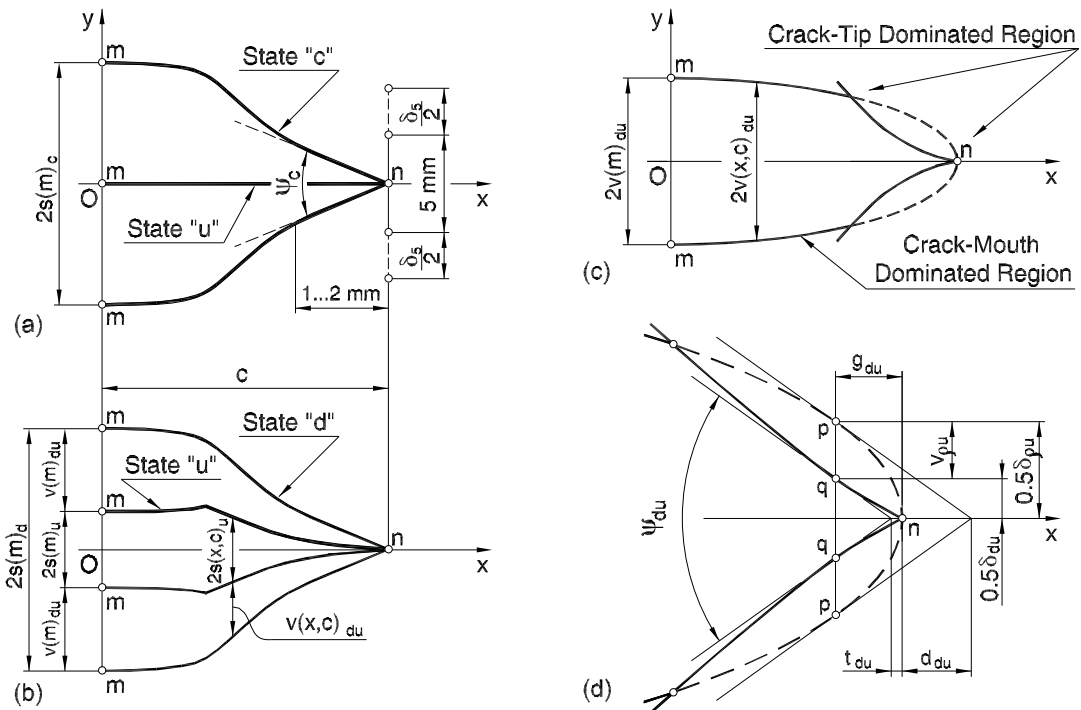 (a)
y
m
State "c"
2s(m)c
m
O
State "u"
Ψc
n
x
m
1...2 mm
δ5/2
5 mm
δ5/2
c
(b)
m
State "d"
State "u"
m
2s(m)d
v(m)du
2s(m)u
v(m)du
O
m
2s(x,c)u
n
x
v(x,c)du
m
(c)
y
Crack-Tip Dominated Region
m
2v(m)du
2v(x,c)du
n
O
x
m
Crack-Mouth
Dominated Region
(d)
gdu
p
vρu
0.5δρu
q
Ψdu
n
x
q
0.5δdu
p
tdu
ddu